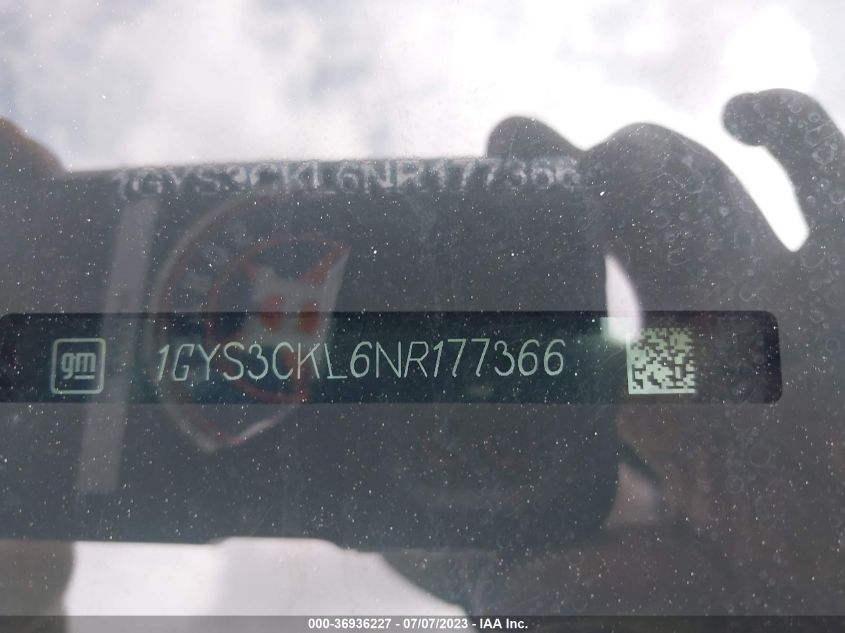 1GYS3CKL6NR177366
gm 1GYS3CKL6NR177366
000-36936227 - 07/07/2023 - IAA Inc.